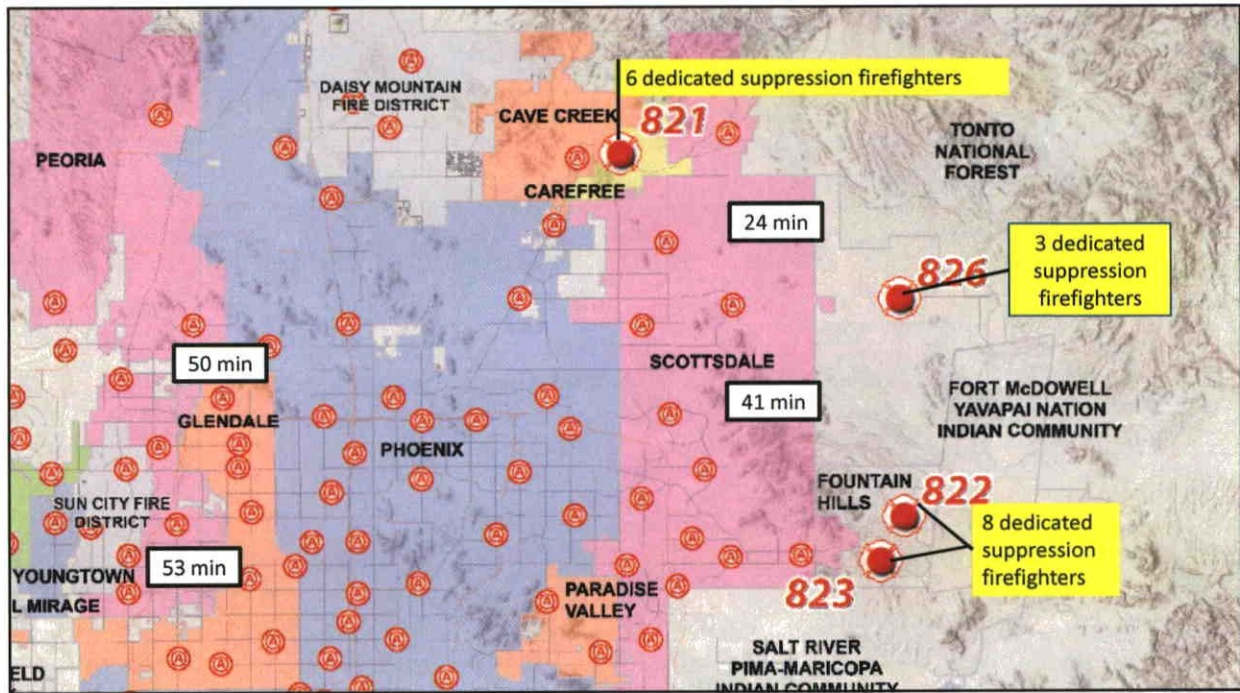 6 dedicated suppression firefighters
DAISY MOUNTAIN
FIRE DISTRICT
CAVE CREEK
821
TONTO
NATIONAL
FOREST
PEORIA
CAREFREE
24 min
826
3 dedicated
suppression
firefighters
50 min
SCOTTSDALE
41 min
FORT McDOWELL
YAVAPAI NATION
INDIAN COMMUNITY
GLENDALE
PHOENIX
FOUNTAIN
HILLS
822
SUN CITY FIRE
DISTRICT
8 dedicated
suppression
firefighters
53 min
YOUNGTOWN
L MIRAGE
PARADISE
VALLEY
823
SALT RIVER
PIMA-MARICOPA
INDIAN COMMUNITY
ELD